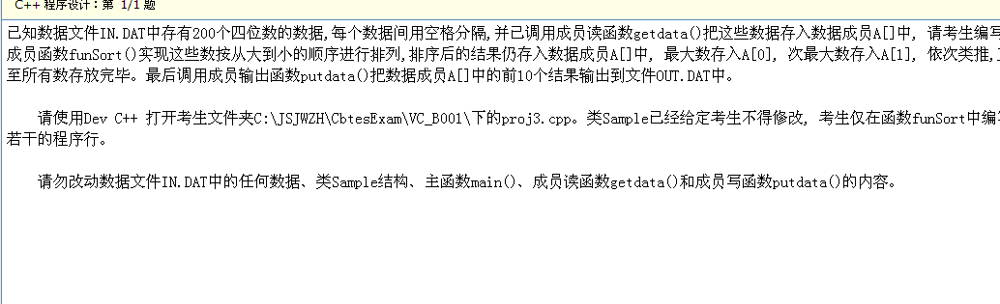 C++ 程序设计：第 1/1 题
已知数据文件IN.DAT中存有200个四位数的数据,每个数据间用空格分隔,并已调用成员读函数getdata()把这些数据存入数据成员A[]中, 请考生编写
成员函数funSort()实现这些数按从大到小的顺序进行排列,排序后的结果仍存入数据成员A[]中, 最大数存入A[0], 次最大数存入A[1], 依次类推,
至所有数存放完毕。最后调用成员输出函数putdata()把数据成员A[]中的前10个结果输出到文件OUT.DAT中。
请使用Dev C++ 打开考生文件夹C:\JSJWZH\CbtesExam\VC_B001\下的proj3.cpp。类Sample已经给定考生不得修改, 考生仅在函数funSort中编写
若干的程序行。
请勿改动数据文件IN.DAT中的任何数据、类Sample结构、主函数main()、成员读函数getdata()和成员写函数putdata()的内容。